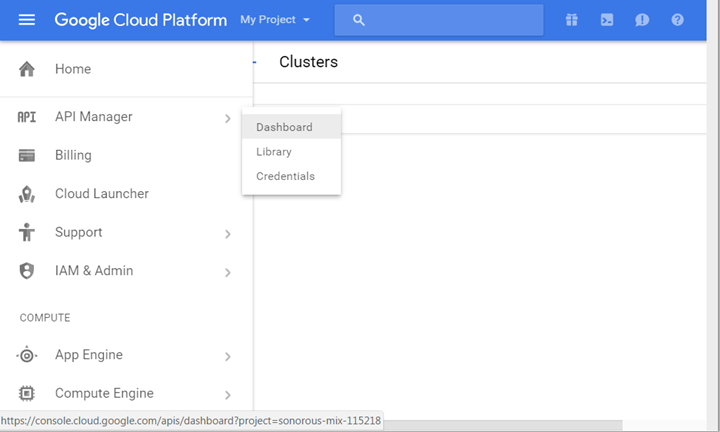 Google Cloud Platform My Project
Home
Clusters
API API Manager
Dashboard
Billing
Library
Credentials
Cloud Launcher
Support
IAM & Admin
COMPUTE
App Engine
Compute Engine
https://console.cloud.google.com/apis/dashboard?project=sonorous-mix-115218